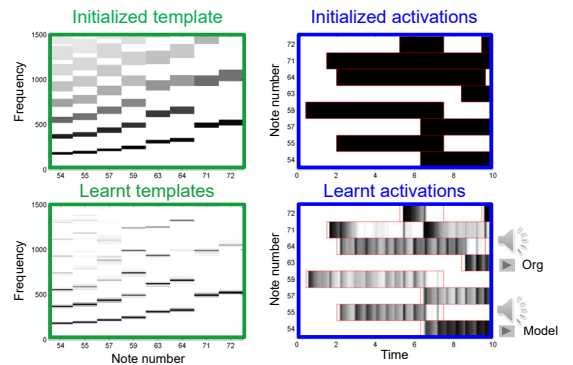 Initialized template
Initialized activations
Frequency
1500
1000
500
0
54 55 57 59 63 64 71 72
Note number
72
71
64
63
59
57
55
54
0 2 4 6 8 10
Learnt templates
Learnt activations
Frequency
1500
1000
500
0
54 55 57 59 63 64 71 72
Note number
Note number
72
71
64
63
59
57
55
54
0 2 4 6 8 10
Time
Org
Model